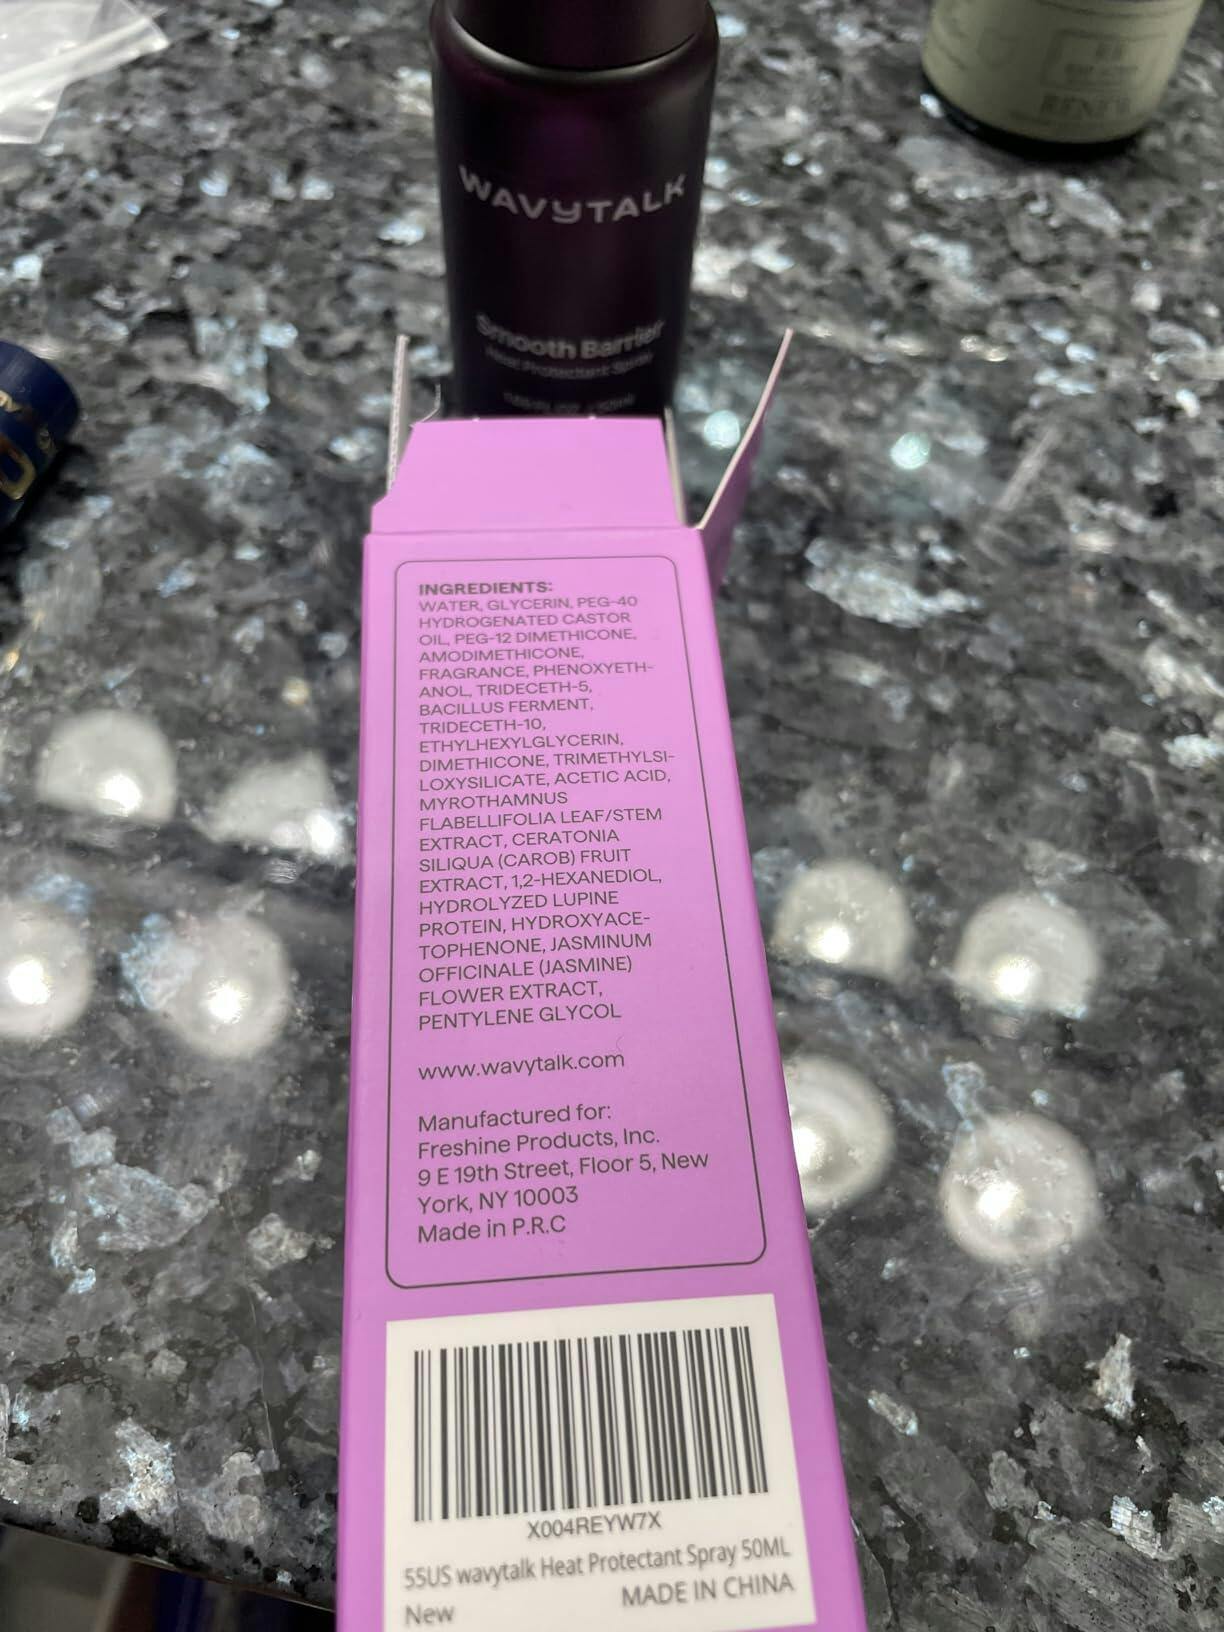 WAVYTALK
Smooth Barrier
Heat Protectant Spray
INGREDIENTS:
WATER, GLYCERIN, PEG-40
HYDROGENATED CASTOR
OIL, PEG-12 DIMETHICONE,
AMODIMETHICONE,
FRAGRANCE, PHENOXYETH-
ANOL, TRIDECETH-5,
BACILLUS FERMENT,
TRIDECETH-10,
ETHYLHEXYLGLYCERIN,
DIMETHICONE, TRIMETHYLSI-
LOXYSILICATE, ACETIC ACID,
MYROTHAMNUS
FLABELLIFOLIA LEAF/STEM
EXTRACT, CERATONIA
SILIQUA (CAROB) FRUIT
EXTRACT, 1,2-HEXANEDIOL,
HYDROLYZED LUPINE
PROTEIN, HYDROXYACE-
TOPHENONE, JASMINUM
OFFICINALE (JASMINE)
FLOWER EXTRACT,
PENTYLENE GLYCOL
www.wavytalk.com
Manufactured for:
Freshine Products, Inc.
9 E 19th Street, Floor 5, New
York, NY 10003
Made in P.R.C
X004REYW7X
55US wavytalk Heat Protectant Spray 50ML
New
MADE IN CHINA